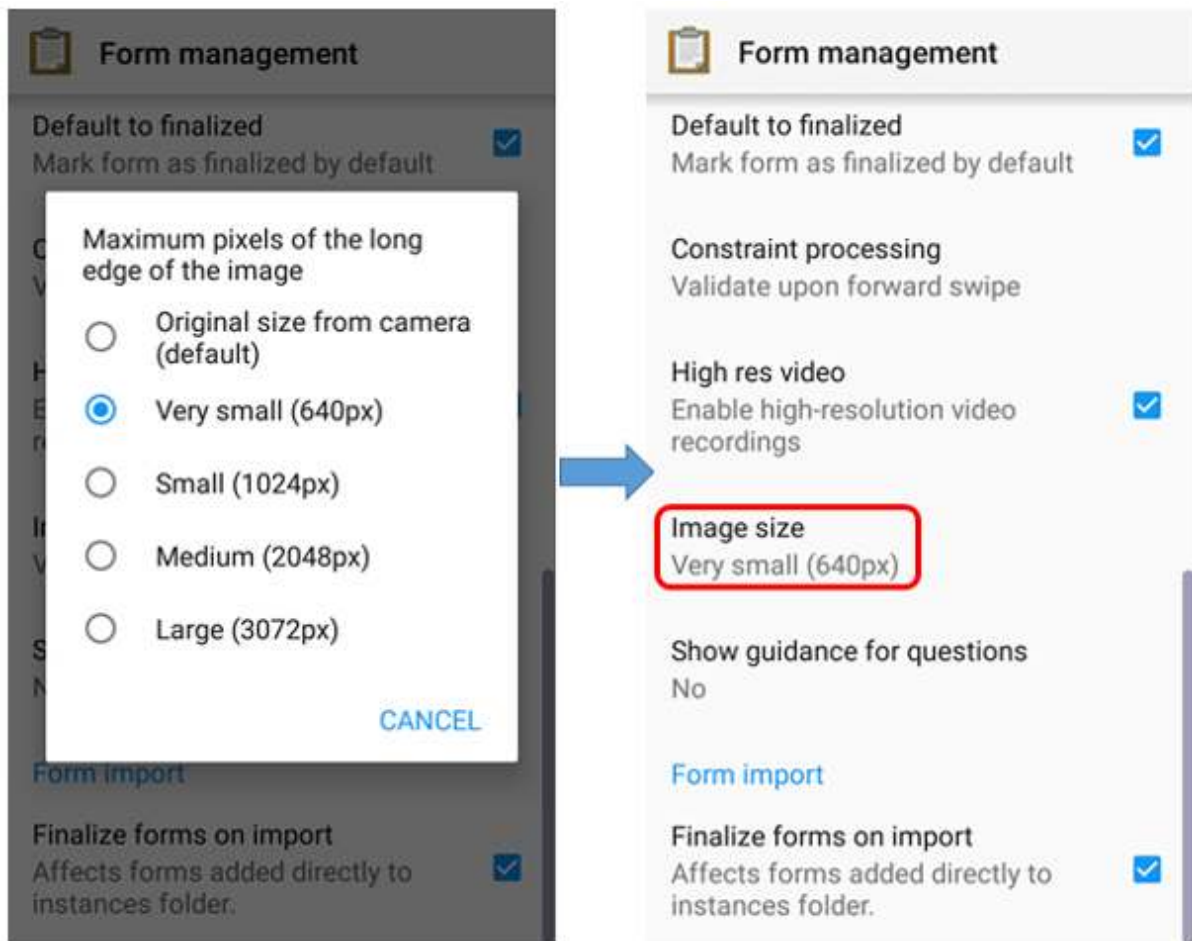 Form management
Default to finalized
Mark form as finalized by default
C
V
Maximum pixels of the long
edge of the image
Original size from camera
(default)
Very small (640px)
Small (1024px)
Medium (2048px)
Large (3072px)
CANCEL
H
E
r
I
V
S
N
Form import
Finalize forms on import
Affects forms added directly to
instances folder.
Form management
Default to finalized
Mark form as finalized by default
Constraint processing
Validate upon forward swipe
High res video
Enable high-resolution video
recordings
Image size
Very small (640px)
Show guidance for questions
No
Form import
Finalize forms on import
Affects forms added directly to
instances folder.